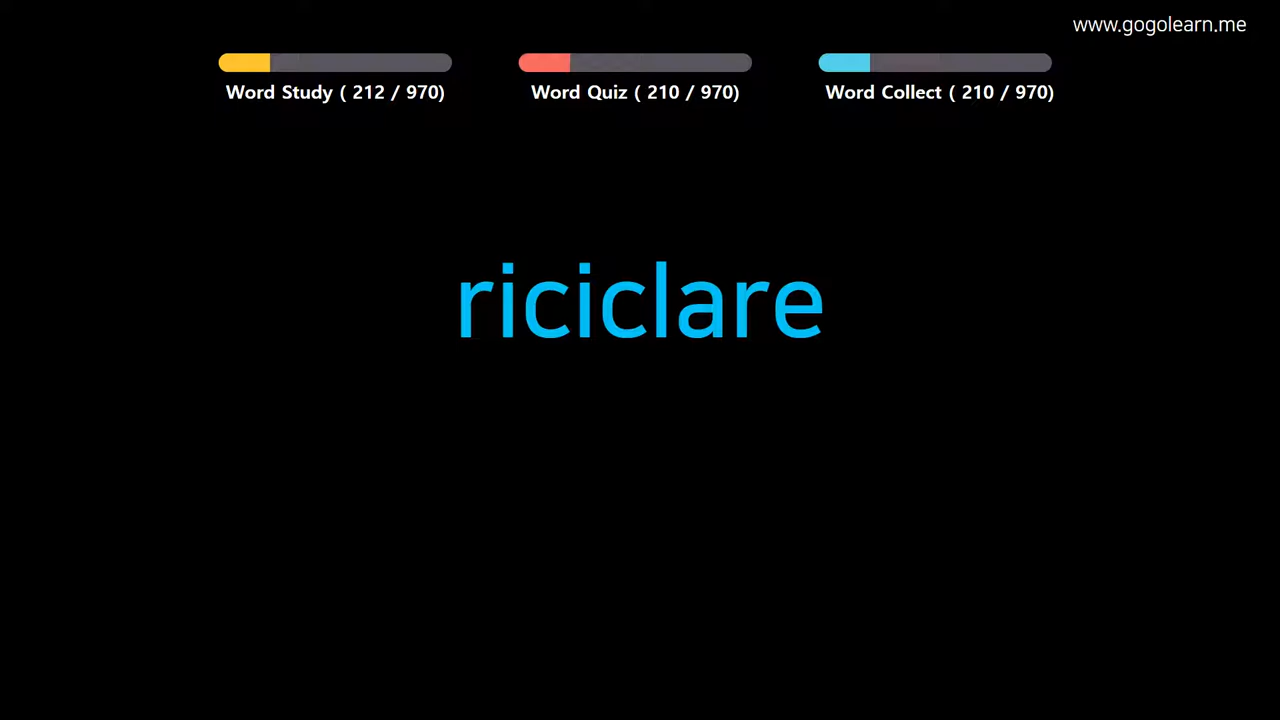 www.gogolearn.me
Word Study ( 212 / 970)
Word Quiz ( 210 / 970)
Word Collect ( 210 / 970)
riciclare